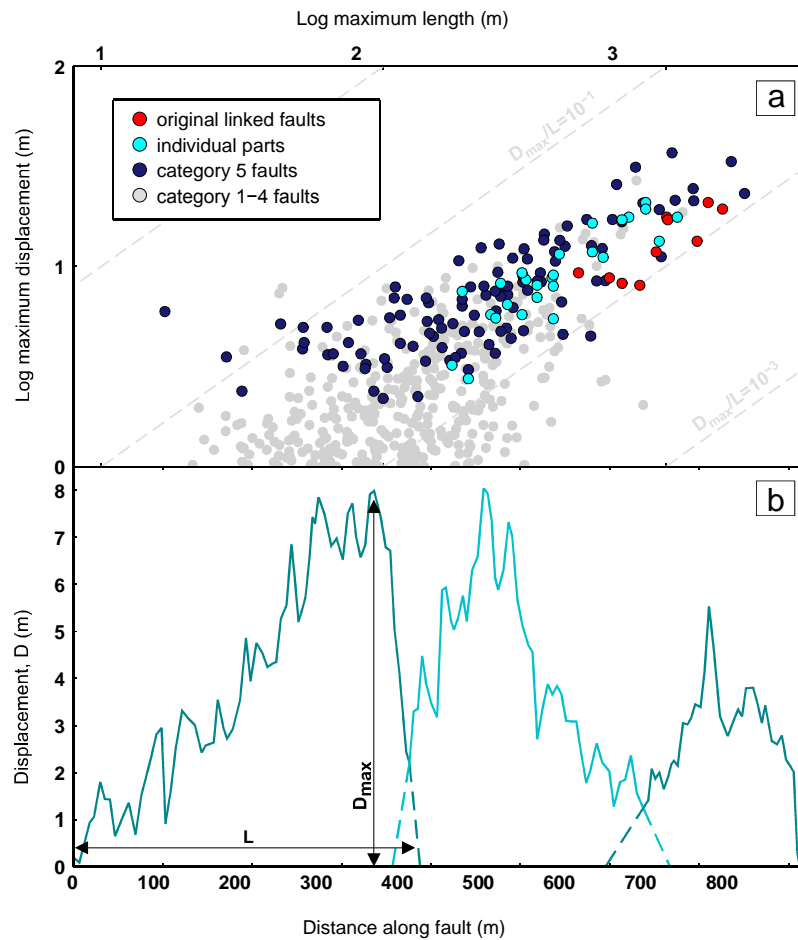 Log maximum length (m)
1 2 3
a
2
1
0
Log maximum displacement (m)
original linked faults
individual parts
category 5 faults
category 1−4 faults
Dmax/L=10-1
Dmax/L=10-3
b
8
7
6
5
4
3
2
1
0
Displacement, D (m)
Dmax
L
0 100 200 300 400 500 600 700 800
Distance along fault (m)